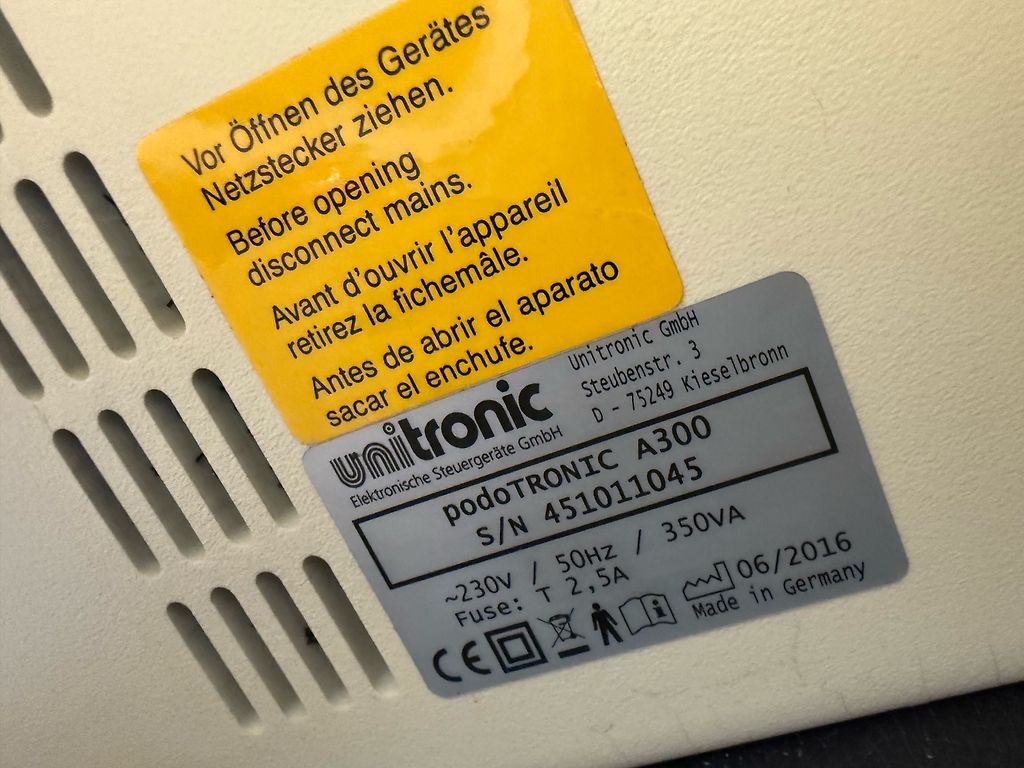 Vor Öffnen des Gerätes
Netzstecker ziehen.
Before opening
disconnect mains.
Avant d'ouvrir l'appareil
retirez la fichemâle.
Antes de abrir el aparato
sacar el enchufe.
unitronic
Elektronische Steuergeräte GmbH
Unitronic GmbH
Steubenstr. 3
D - 75249 Kieselbronn
podoTRONIC A300
S/N 451011045
~230V / 50Hz / 350VA
Fuse: T 2,5A
CE
06/2016
Made in Germany